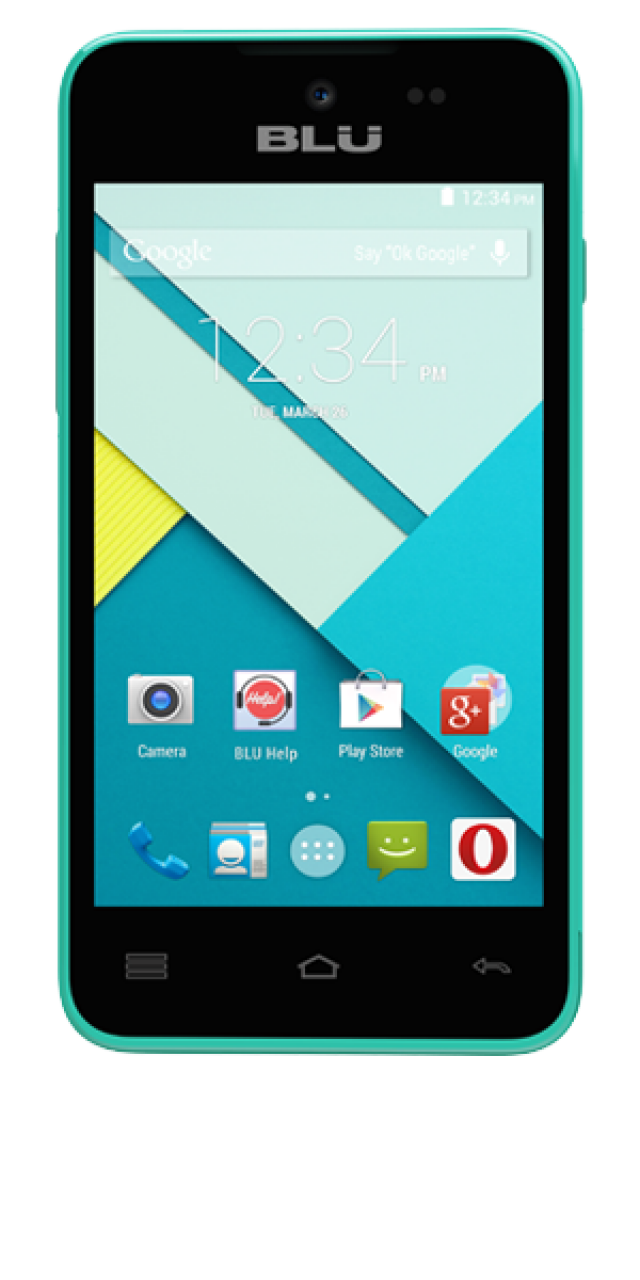 BLU
12:34 PM
Google Say "Ok Google"
12:34 PM
TUE, MARCH 26
Help!
g+
Camera BLU Help Play Store Google